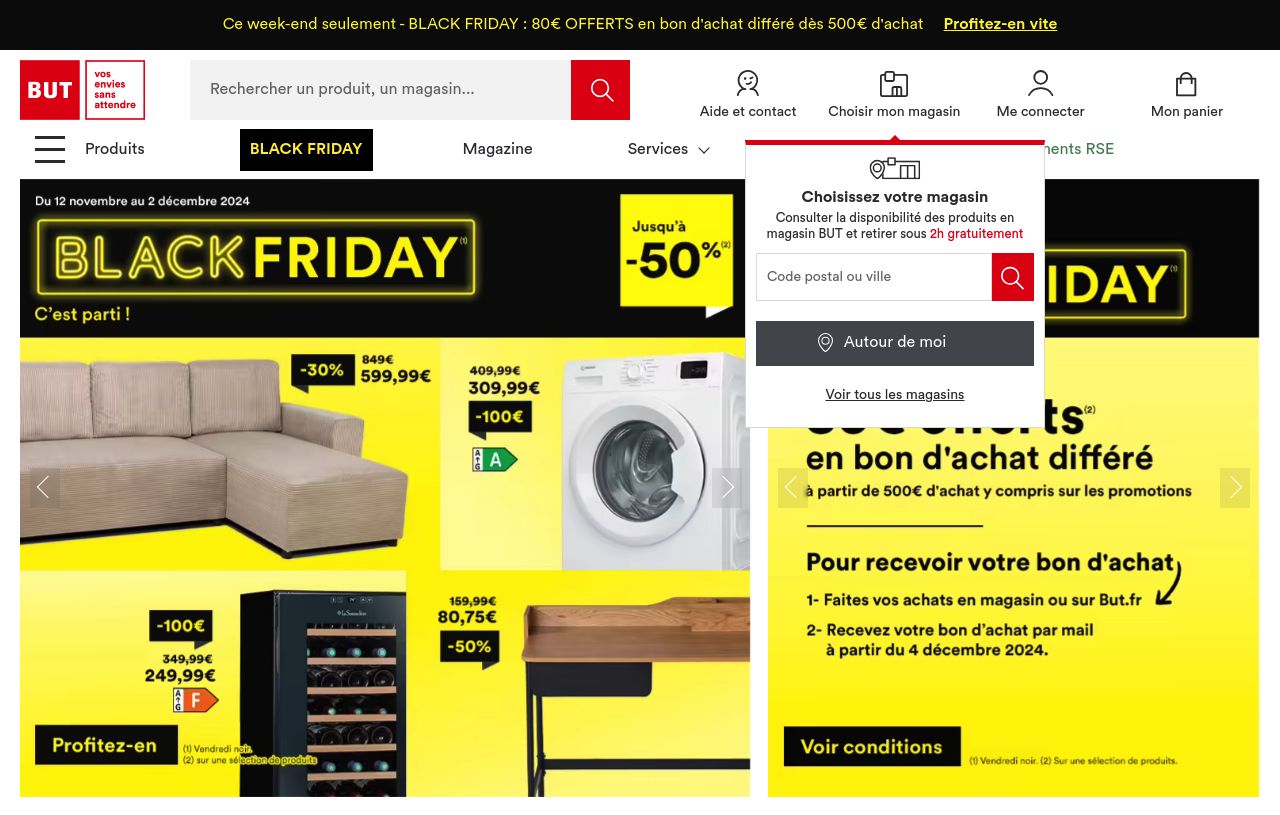 Ce week-end seulement - BLACK FRIDAY : 80€ OFFERTS en bon d'achat différé dès 500€ d'achat Profitez-en vite
BUT
vos
envies
sans
attendre
Rechercher un produit, un magasin...
Aide et contact
Choisir mon magasin
Me connecter
Mon panier
Produits
BLACK FRIDAY
Magazine
Services
RSE
Choisissez votre magasin
Consulter la disponibilité des produits en
magasin BUT et retirer sous 2h gratuitement
Code postal ou ville
Autour de moi
Voir tous les magasins
Du 12 novembre au 2 décembre 2024
BLACK FRIDAY(1)
C'est parti !
Jusqu'à
-50%(2)
-30%
849€
599,99€
409,99€
309,99€
-100€
A
G
A
-100€
349,99€
249,99€
A
G
F
La Sommelière
159,99€
80,75€
-50%
Profitez-en
(1) Vendredi noir.
(2) sur une sélection de produits
(1)
(2)
en bon d'achat différé
à partir de 500€ d'achat y compris sur les promotions
Pour recevoir votre bon d'achat
1- Faites vos achats en magasin ou sur But.fr
2- Recevez votre bon d'achat par mail
à partir du 4 décembre 2024.
Voir conditions
(1) Vendredi noir. (2) Sur une sélection de produits.